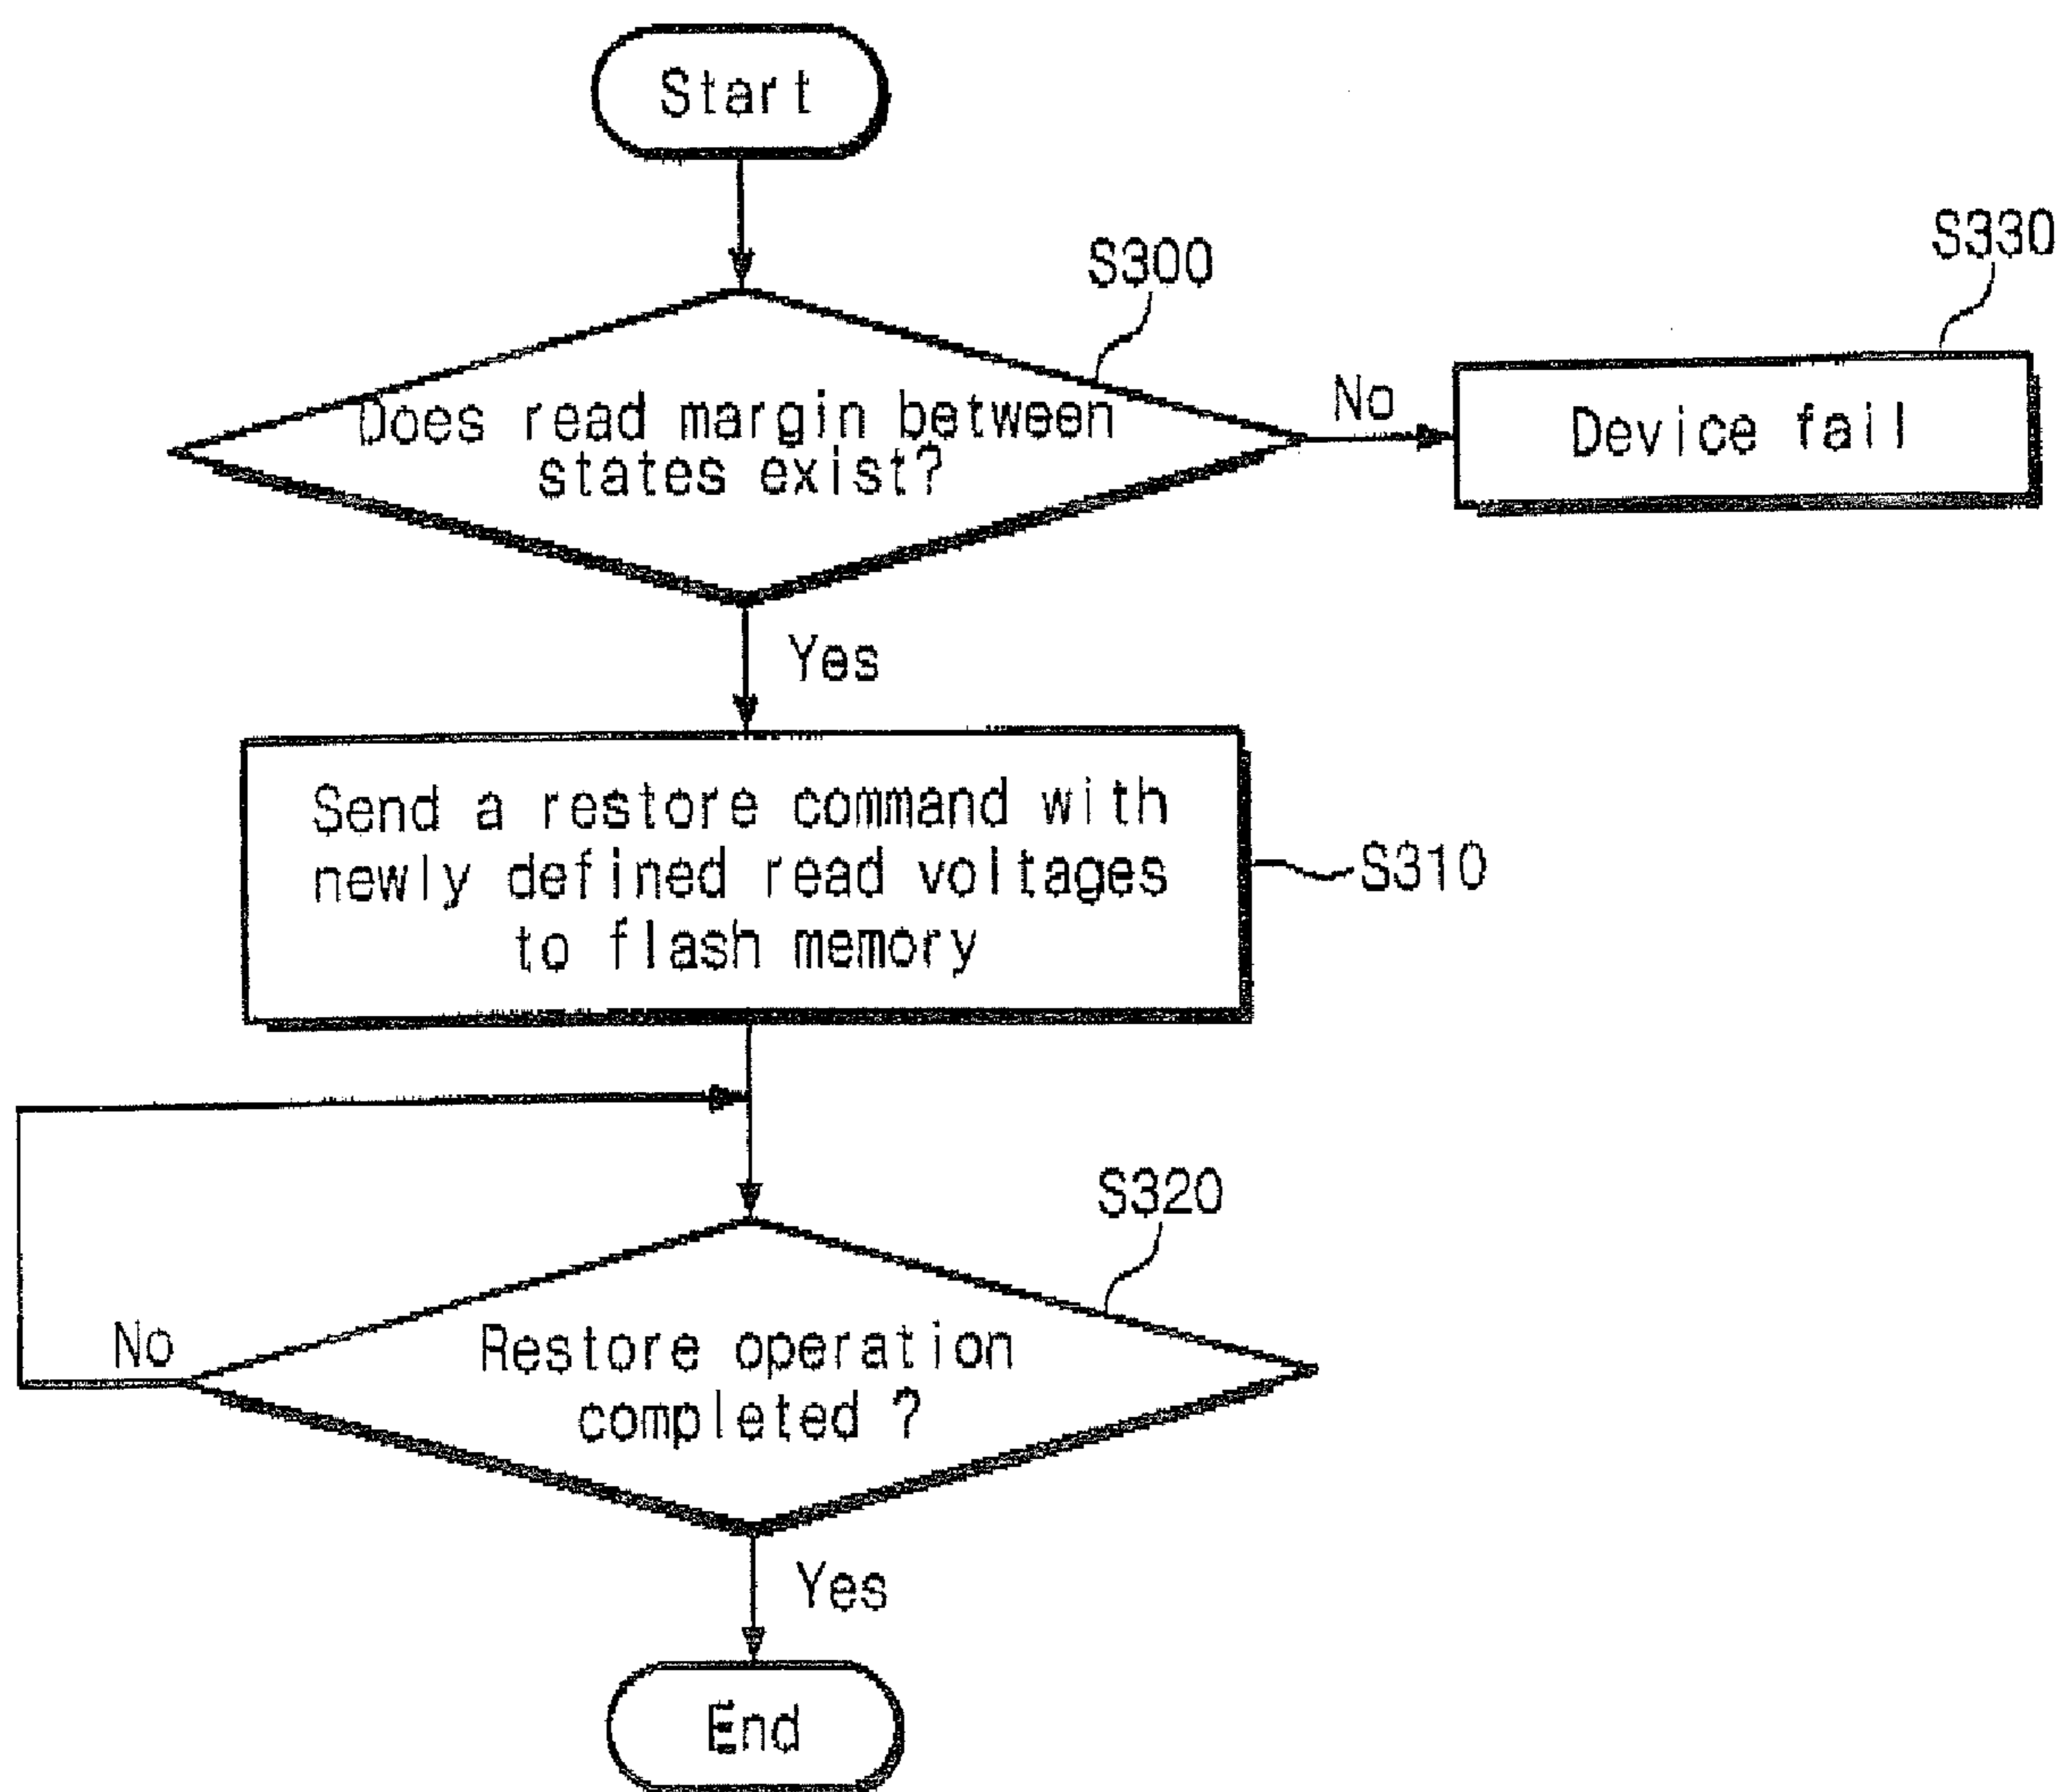 Start
S300
S330
Does read margin between
states exist?
No
Device fail
Yes
Send a restore command with
newly defined read voltages
to flash memory
S310
S320
No
Restore operation
completed ?
Yes
End